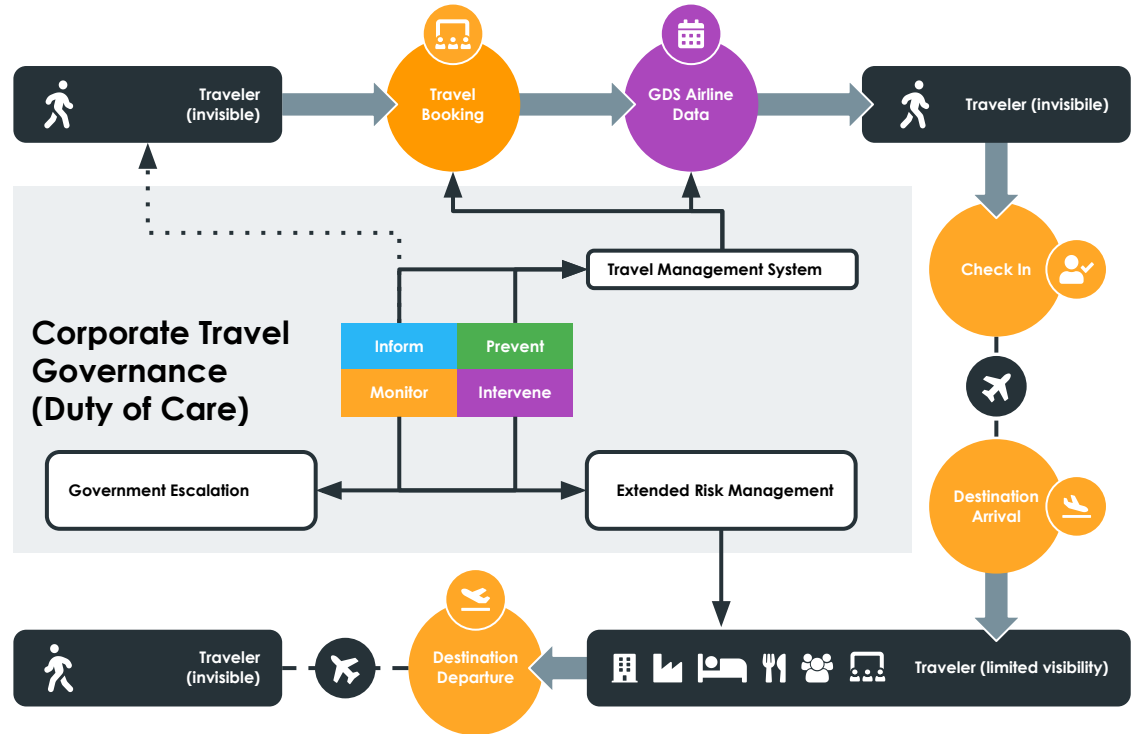 Traveler
(invisible)
Travel
Booking
GDS Airline
Data
Traveler (invisibile)
Check In
Travel Management System
Corporate Travel
Governance
(Duty of Care)
Inform
Prevent
Monitor
Intervene
Government Escalation
Extended Risk Management
Destination
Arrival
Traveler
(invisible)
Destination
Departure
Traveler (limited visibility)